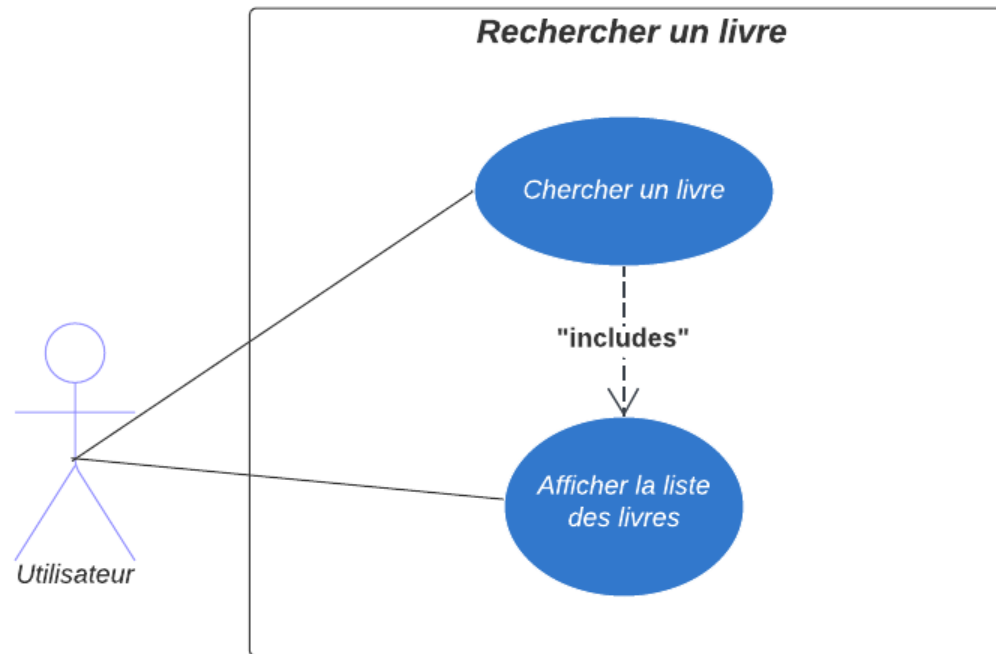 Rechercher un livre
Chercher un livre
"includes"
Afficher la liste
des livres
Utilisateur